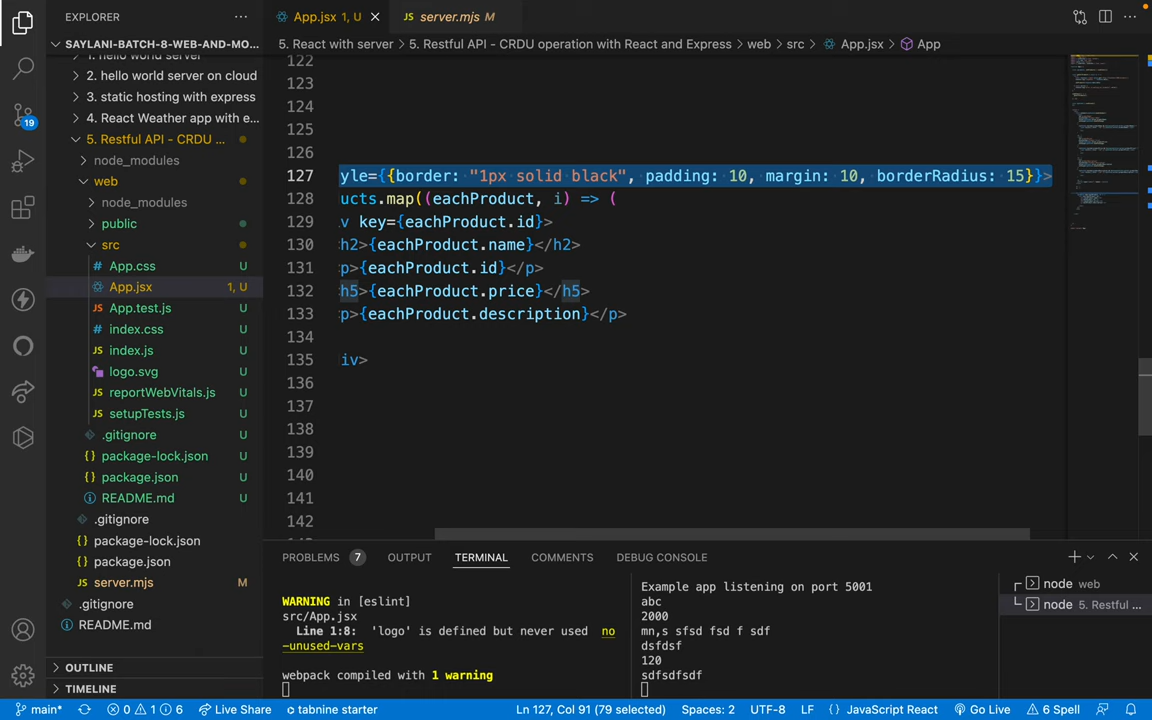 EXPLORER
SAYLANI-BATCH-8-WEB-AND-MO...
1. hello world server
2. hello world server on cloud
3. static hosting with express
4. React Weather app with e...
5. Restful API - CRDU ...
node_modules
web
node_modules
public
src
# App.css U
App.jsx 1, U
App.test.js U
# index.css U
JS index.js U
logo.svg U
JS reportWebVitals.js U
JS setupTests.js U
.gitignore U
{} package-lock.json U
{} package.json U
README.md U
.gitignore
{} package-lock.json
{} package.json
JS server.mjs M
.gitignore
README.md
OUTLINE
TIMELINE
19
App.jsx 1, U
JS server.mjs M
5. React with server > 5. Restful API - CRDU operation with React and Express > web > src > App.jsx > App
122
123
124
125
126
127 yle={{border: "1px solid black", padding: 10, margin: 10, borderRadius: 15}}>
128 ucts.map((eachProduct, i) => (
129 v key={eachProduct.id}>
130 h2>{eachProduct.name}</h2>
131 p>{eachProduct.id}</p>
132 h5>{eachProduct.price}</h5>
133 p>{eachProduct.description}</p>
134
135 iv>
136
137
138
139
140
141
142
PROBLEMS 7 OUTPUT TERMINAL COMMENTS DEBUG CONSOLE
WARNING in [eslint]
src/App.jsx
Line 1:8: 'logo' is defined but never used no
-unused-vars
webpack compiled with 1 warning
Example app listening on port 5001
abc
2000
mn,s sfsd fsd f sdf
dsfdsf
120
sdfsdfsdf
node web
node 5. Restful ...
main* 0 1 6 Live Share tabnine starter Ln 127, Col 91 (79 selected) Spaces: 2 UTF-8 LF {} JavaScript React Go Live 6 Spell